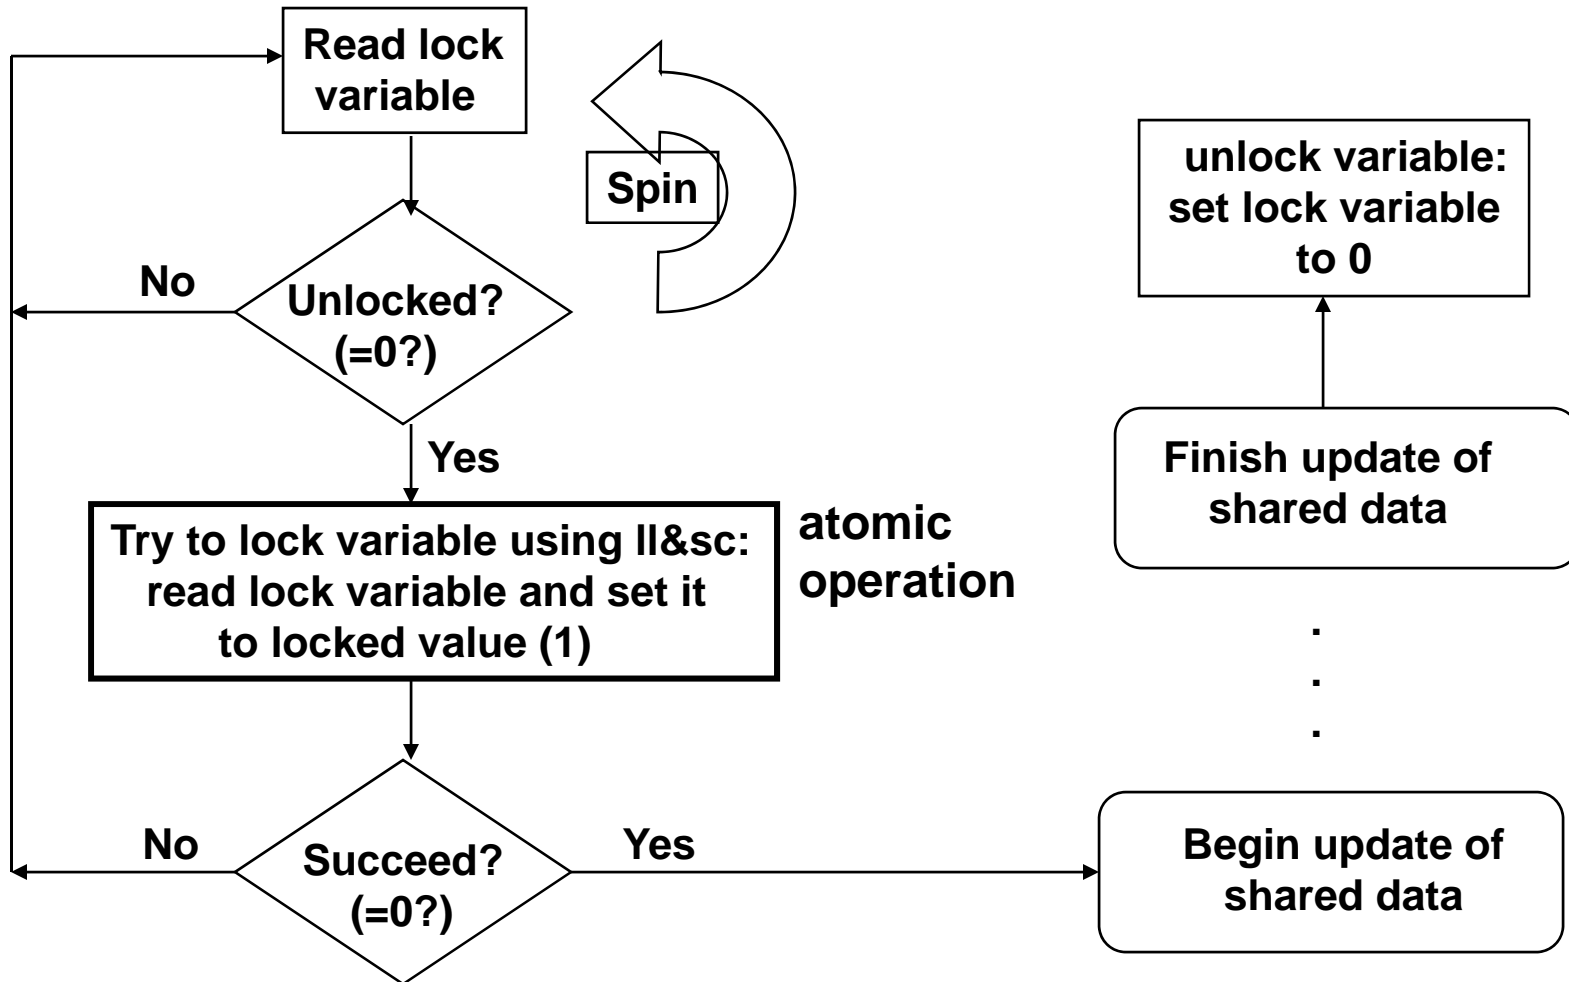 Read lock
variable
Spin
No
Unlocked?
(=0?)
Yes
Try to lock variable using ll&sc:
read lock variable and set it
to locked value (1)
atomic
operation
No
Succeed?
(=0?)
Yes
Begin update of
shared data
.
.
.
Finish update of
shared data
unlock variable:
set lock variable
to 0